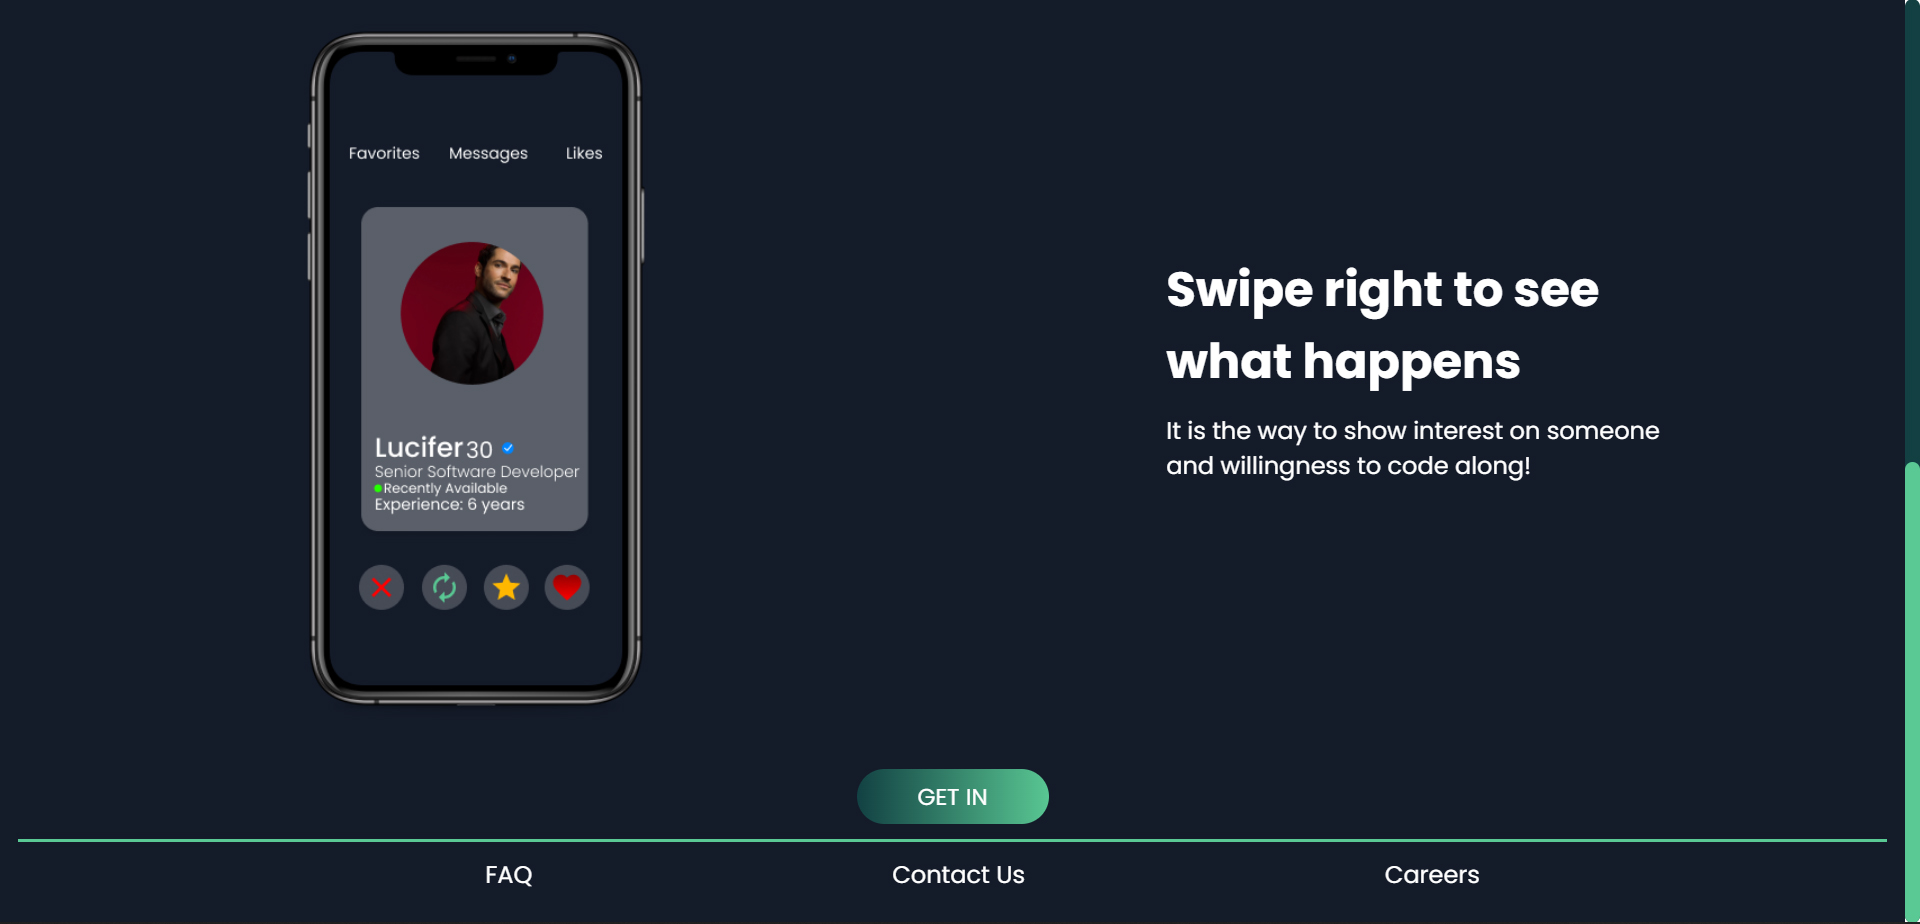 Favorites Messages Likes
Lucifer 30
Senior Software Developer
Recently Available
Experience: 6 years
Swipe right to see
what happens
It is the way to show interest on someone
and willingness to code along!
GET IN
FAQ Contact Us Careers